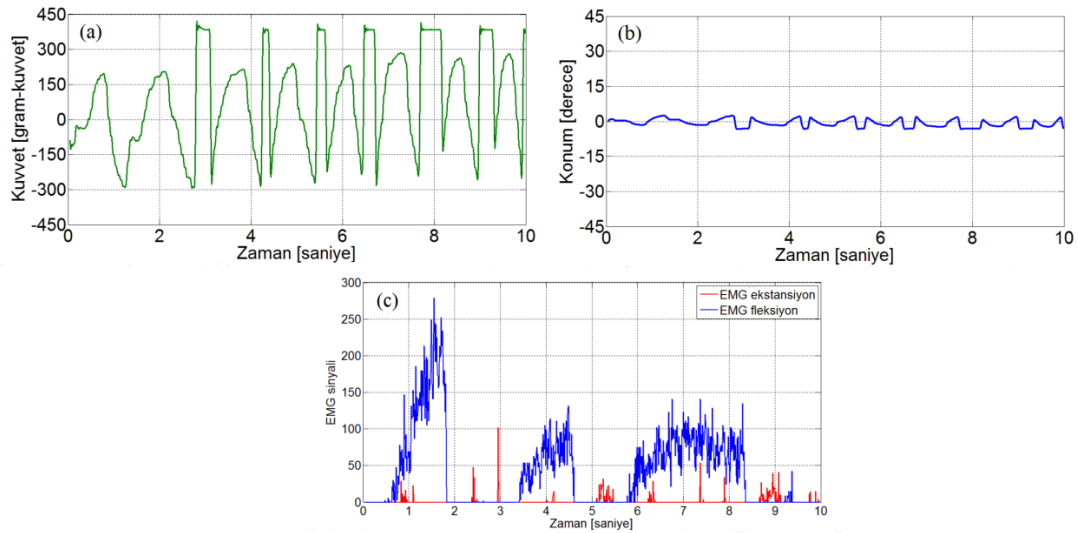 (a)
Kuvvet [gram-kuvvet]
450
300
150
0
-150
-300
-450
0 2 4 6 8 10
Zaman [saniye]
(b)
Konum [derece]
45
30
15
0
-15
-30
-45
0 2 4 6 8 10
Zaman [saniye]
(c)
EMG ekstansiyon
EMG fleksiyon
EMG sinyali
300
250
200
150
100
50
0
0 1 2 3 4 5 6 7 8 9 10
Zaman [saniye]